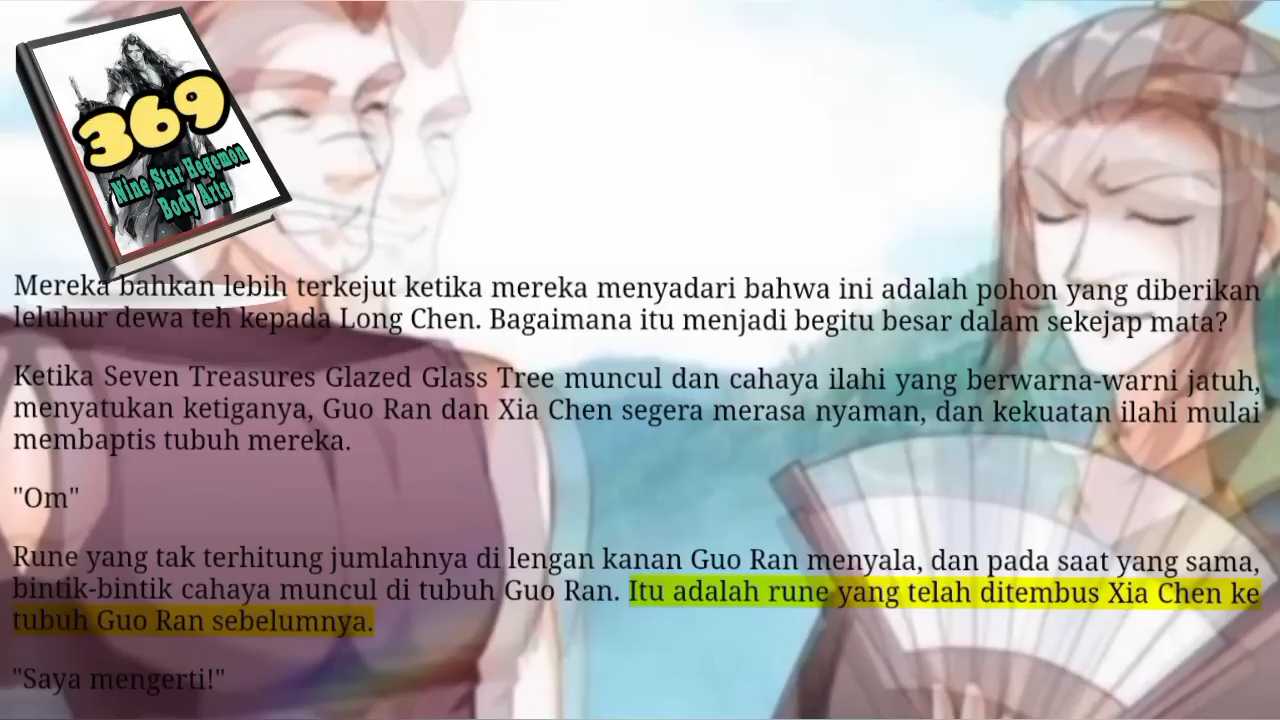 369
Nine Star Hegemon
Body Arts
Mereka bahkan lebih terkejut ketika mereka menyadari bahwa ini adalah pohon yang diberikan
leluhur dewa teh kepada Long Chen. Bagaimana itu menjadi begitu besar dalam sekejap mata?
Ketika Seven Treasures Glazed Glass Tree muncul dan cahaya ilahi yang berwarna-warni jatuh,
menyatukan ketiganya, Guo Ran dan Xia Chen segera merasa nyaman, dan kekuatan ilahi mulai
membaptis tubuh mereka.
"Om"
Rune yang tak terhitung jumlahnya di lengan kanan Guo Ran menyala, dan pada saat yang sama,
bintik-bintik cahaya muncul di tubuh Guo Ran. Itu adalah rune yang telah ditembus Xia Chen ke
tubuh Guo Ran sebelumnya.
"Saya mengerti!"